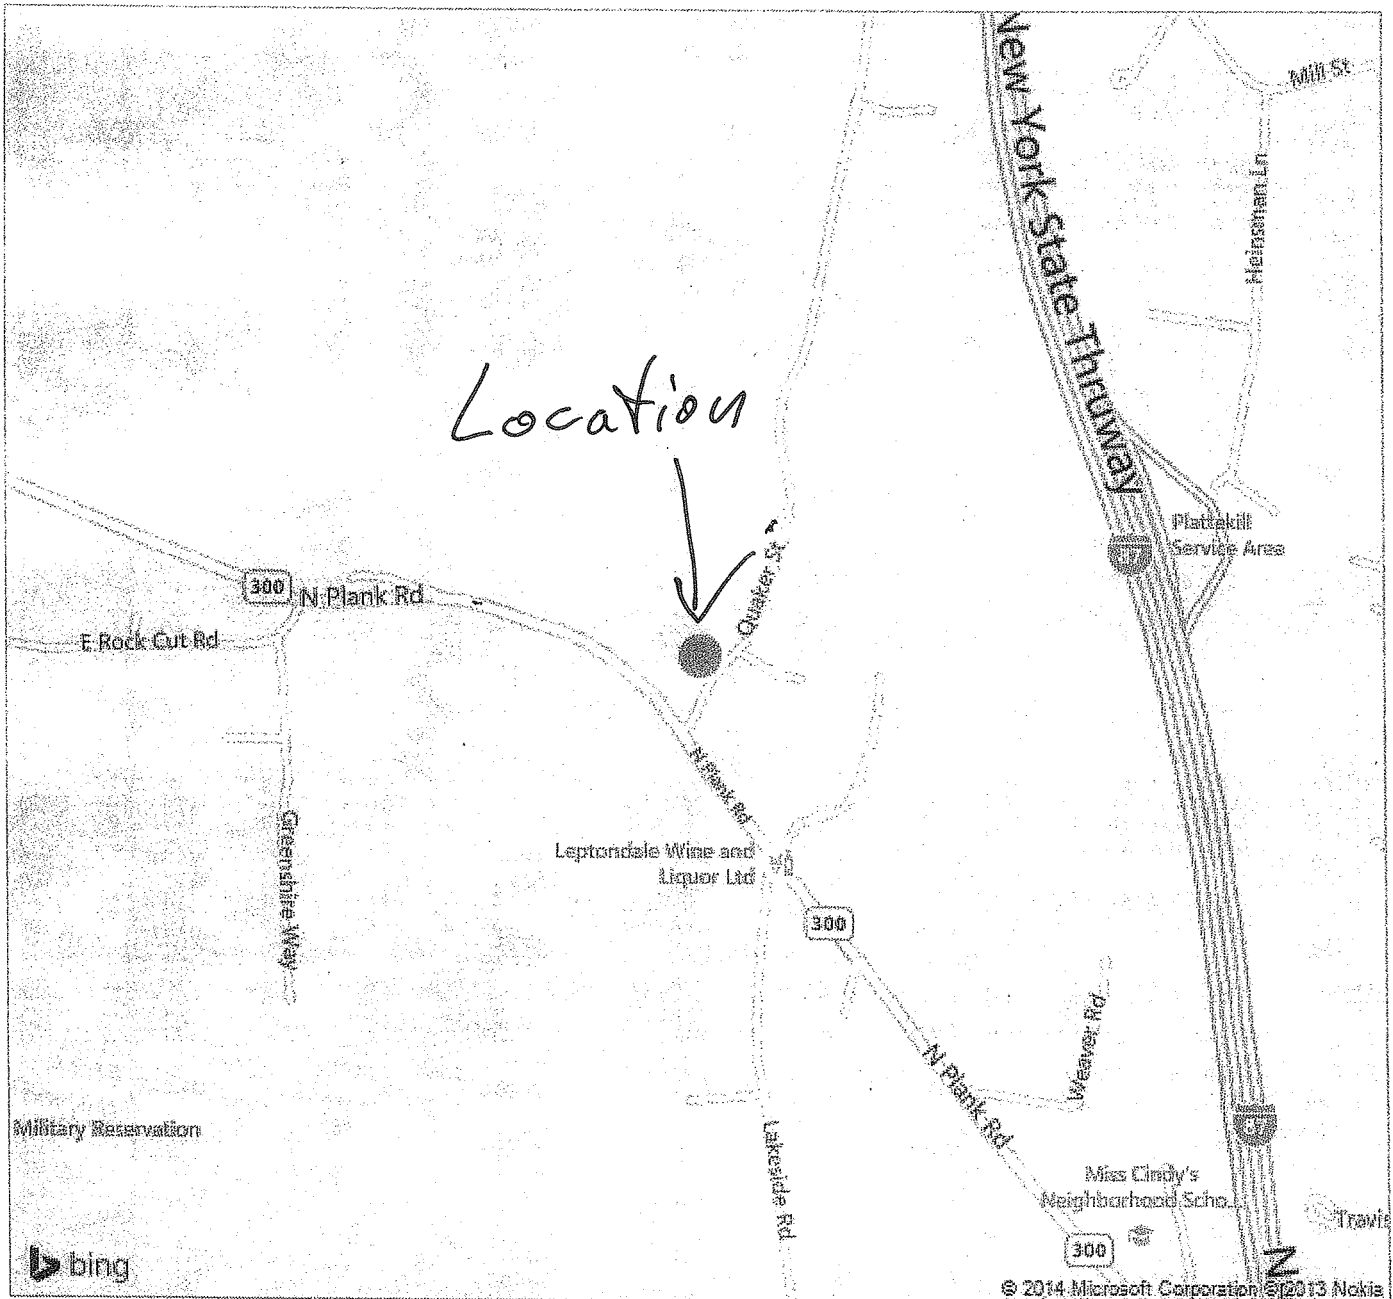 New York State Thruway
Mill St
Heinsman Ln
Location
Plattekill
Service Area
87
Quaker St
300
N Plank Rd
E Rock Cut Rd
N Plank Rd
Greenshire Way
Leptondale Wine and
Liquor Ltd
300
N Plank Rd
Weaver Rd
Military Reservation
Lakeside Rd
87
Miss Cindy's
Neighborhood Scho...
Travis
300
N
bing
© 2014 Microsoft Corporation © 2013 Nokia